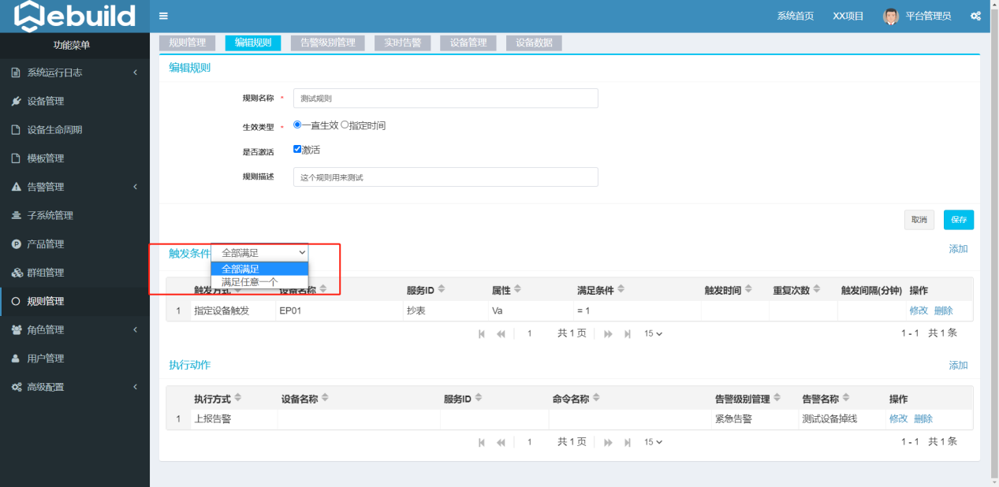 Webuild
系统首页 XX项目 平台管理员
功能菜单
系统运行日志
设备管理
设备生命周期
模板管理
告警管理
子系统管理
产品管理
群组管理
规则管理
角色管理
用户管理
高级配置
规则管理 编辑规则 告警级别管理 实时告警 设备管理 设备数据
编辑规则
规则名称 * 测试规则
生效类型 * 一直生效 指定时间
是否激活 激活
规则描述 这个规则用来测试
取消 保存
触发条件 全部满足 添加
全部满足
满足任意一个
触发方式 设备名称 服务ID 属性 满足条件 触发时间 重复次数 触发间隔(分钟) 操作
1 指定设备触发 EP01 抄表 Va = 1 修改 删除
1 共 1 页 15 1 - 1 共 1 条
执行动作 添加
执行方式 设备名称 服务ID 命令名称 告警级别管理 告警名称 操作
1 上报告警 紧急告警 测试设备掉线 修改 删除
1 共 1 页 15 1 - 1 共 1 条